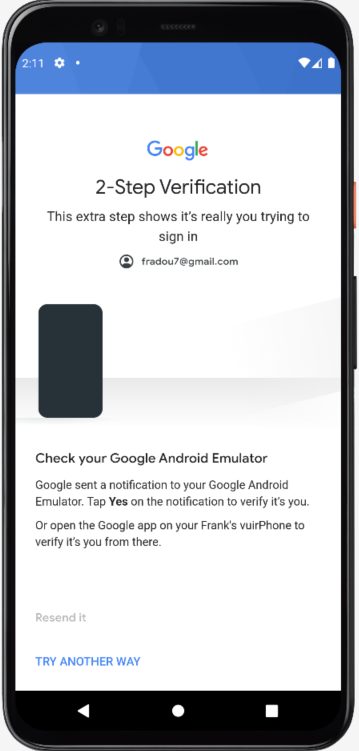 2:11
Google
2-Step Verification
This extra step shows it's really you trying to
sign in
fradou7@gmail.com
Check your Google Android Emulator
Google sent a notification to your Google Android
Emulator. Tap Yes on the notification to verify it's you.
Or open the Google app on your Frank's vuirPhone to
verify it's you from there.
Resend it
TRY ANOTHER WAY